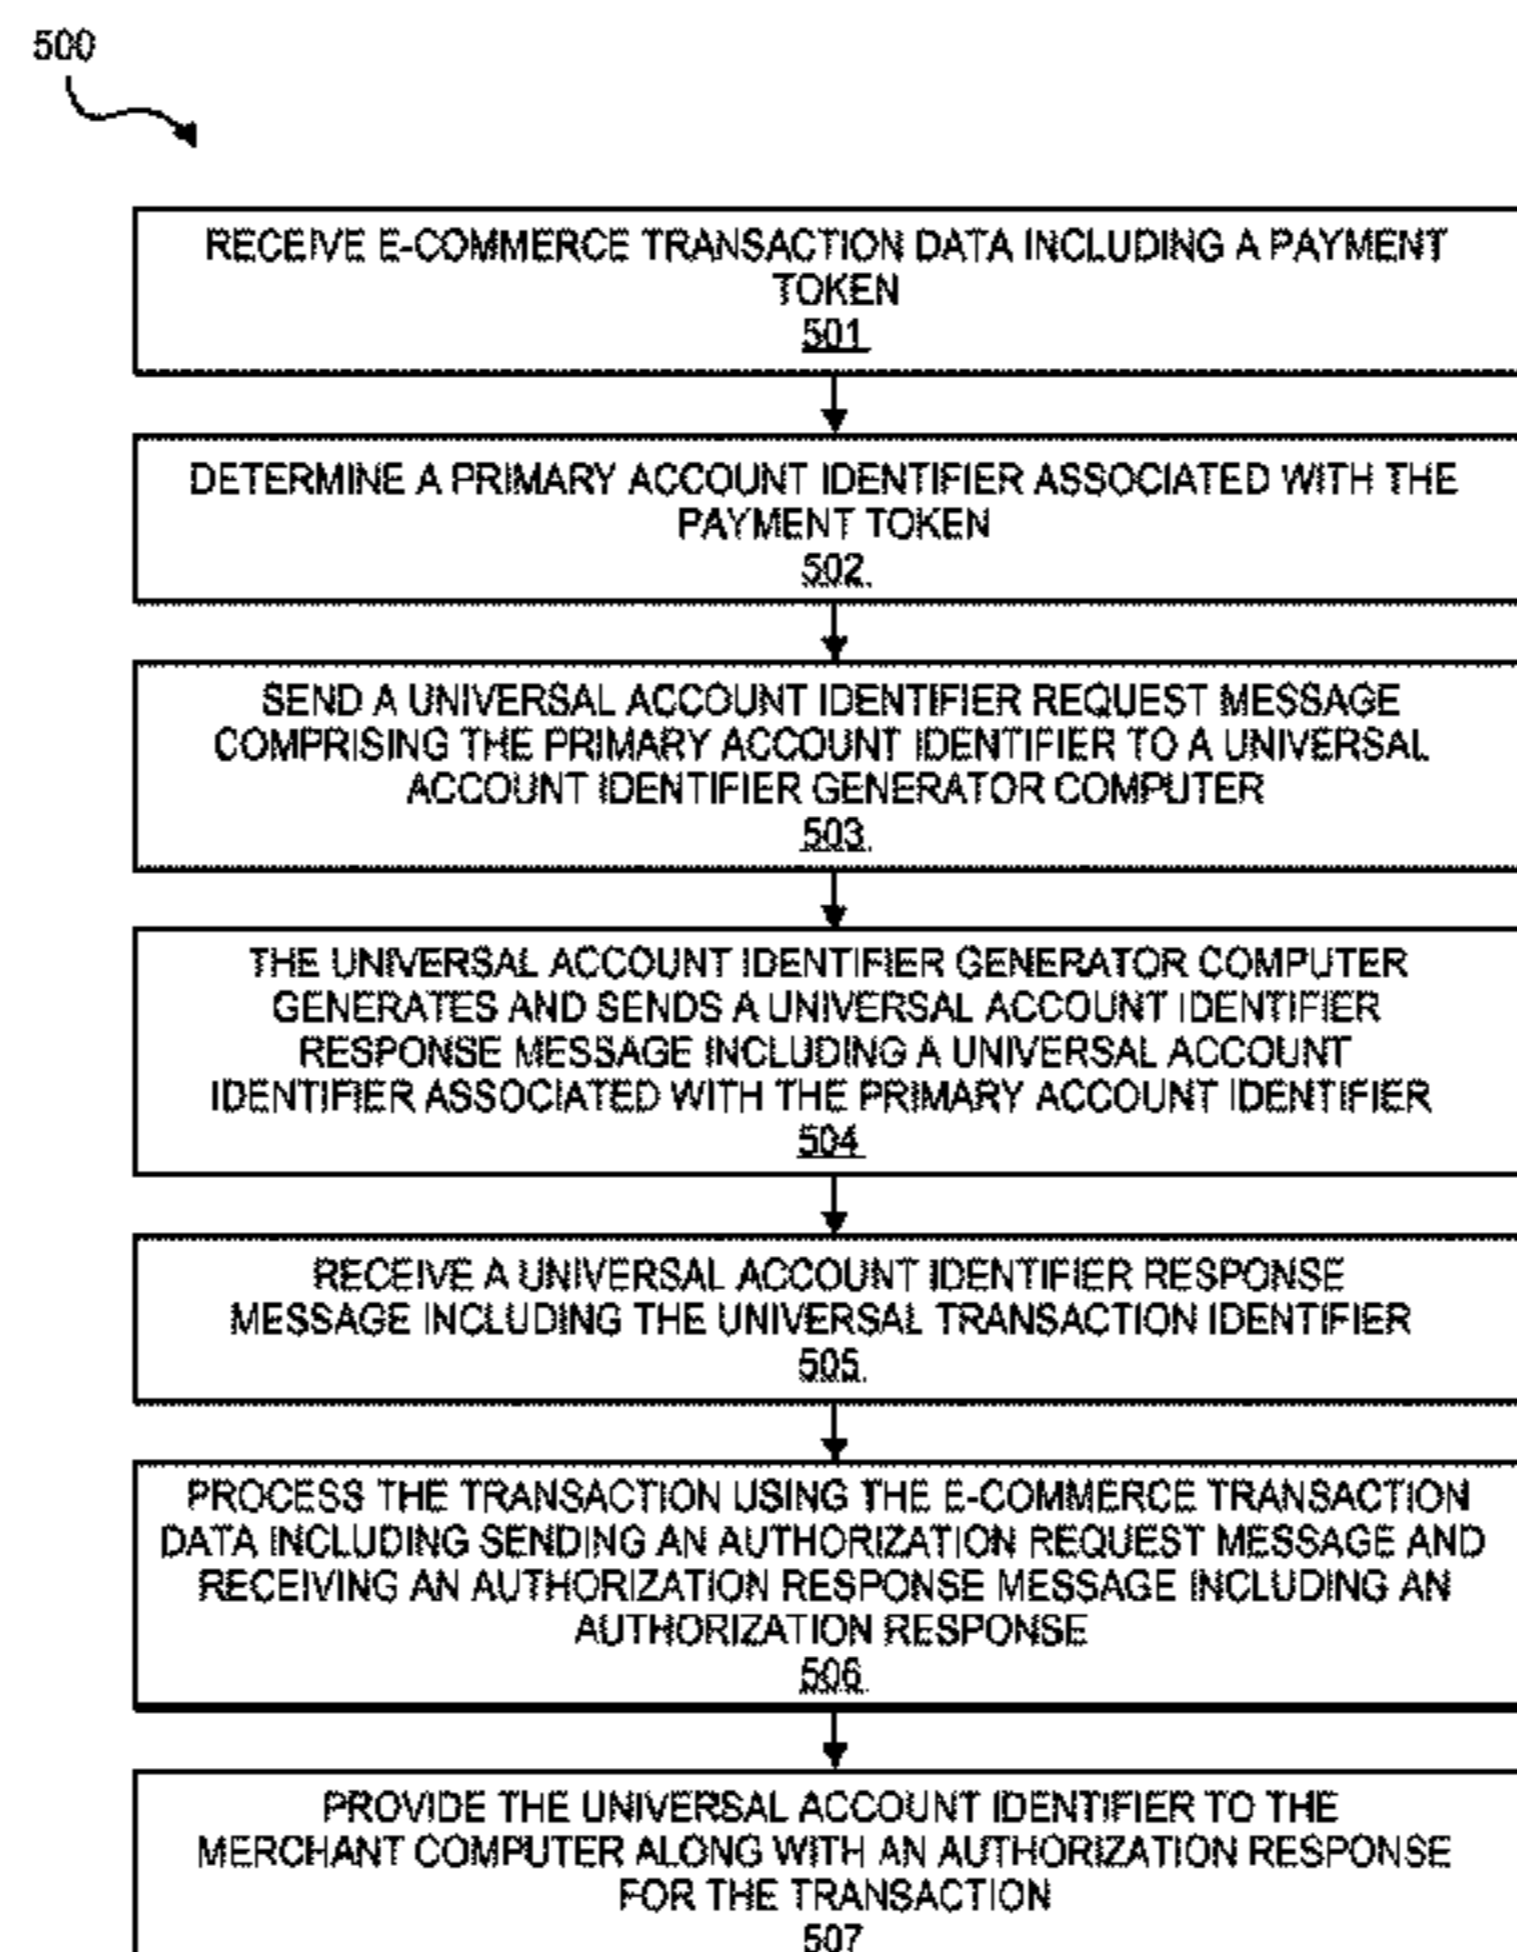 500
RECEIVE E-COMMERCE TRANSACTION DATA INCLUDING A PAYMENT
TOKEN
501
DETERMINE A PRIMARY ACCOUNT IDENTIFIER ASSOCIATED WITH THE
PAYMENT TOKEN
502
SEND A UNIVERSAL ACCOUNT IDENTIFIER REQUEST MESSAGE
COMPRISING THE PRIMARY ACCOUNT IDENTIFIER TO A UNIVERSAL
ACCOUNT IDENTIFIER GENERATOR COMPUTER
503
THE UNIVERSAL ACCOUNT IDENTIFIER GENERATOR COMPUTER
GENERATES AND SENDS A UNIVERSAL ACCOUNT IDENTIFIER
RESPONSE MESSAGE INCLUDING A UNIVERSAL ACCOUNT
IDENTIFIER ASSOCIATED WITH THE PRIMARY ACCOUNT IDENTIFIER
504
RECEIVE A UNIVERSAL ACCOUNT IDENTIFIER RESPONSE
MESSAGE INCLUDING THE UNIVERSAL TRANSACTION IDENTIFIER
505
PROCESS THE TRANSACTION USING THE E-COMMERCE TRANSACTION
DATA INCLUDING SENDING AN AUTHORIZATION REQUEST MESSAGE AND
RECEIVING AN AUTHORIZATION RESPONSE MESSAGE INCLUDING AN
AUTHORIZATION RESPONSE
506
PROVIDE THE UNIVERSAL ACCOUNT IDENTIFIER TO THE
MERCHANT COMPUTER ALONG WITH AN AUTHORIZATION RESPONSE
FOR THE TRANSACTION
507